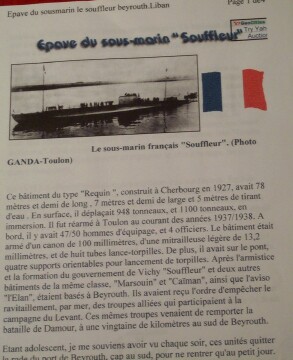 Epave du sousmarin le souffleur beyrouth.Liban
Page 1
Epave du sous-marin "Souffleur"
Try Yah
Auction
Le sous-marin français "Souffleur". (Photo
GANDA-Toulon)
Ce bâtiment du type "Requin ", construit à Cherbourg en 1927, avait 78
mètres et demi de long , 7 mètres et demi de large et 5 mètres de tirant
d'eau . En surface, il déplaçait 948 tonneaux, et 1100 tonneaux, en
immersion. Il fut réarmé à Toulon au courant des années 1937/1938. A
bord, il y avait 47/50 hommes d'équipage, et 4 officiers. Le bâtiment était
armé d'un canon de 100 millimètres, d'une mitrailleuse légère de 13,2
millimètres, et de huit tubes lance-torpilles. De plus, il avait sur le pont,
quatre supports orientables pour lancement de torpilles. Après l'armistice
et la formation du gouvernement de Vichy "Souffleur" et deux autres
bâtiments de la même classe, "Marsouin" et "Caïman", ainsi que l'aviso
"l'Elan", étaient basés à Beyrouth. Ils avaient reçu l'ordre d'empêcher le
ravitaillement, par mer, des troupes alliées qui participaient à la
campagne du Levant. Ces mêmes troupes venaient de remporter la
bataille de Damour, à une vingtaine de kilomètres au sud de Beyrouth.
Etant adolescent, je me souviens avoir vu chaque soir, ces unités quitter
la rade du port de Beyrouth, cap au sud, pour ne rentrer qu'au petit jour.